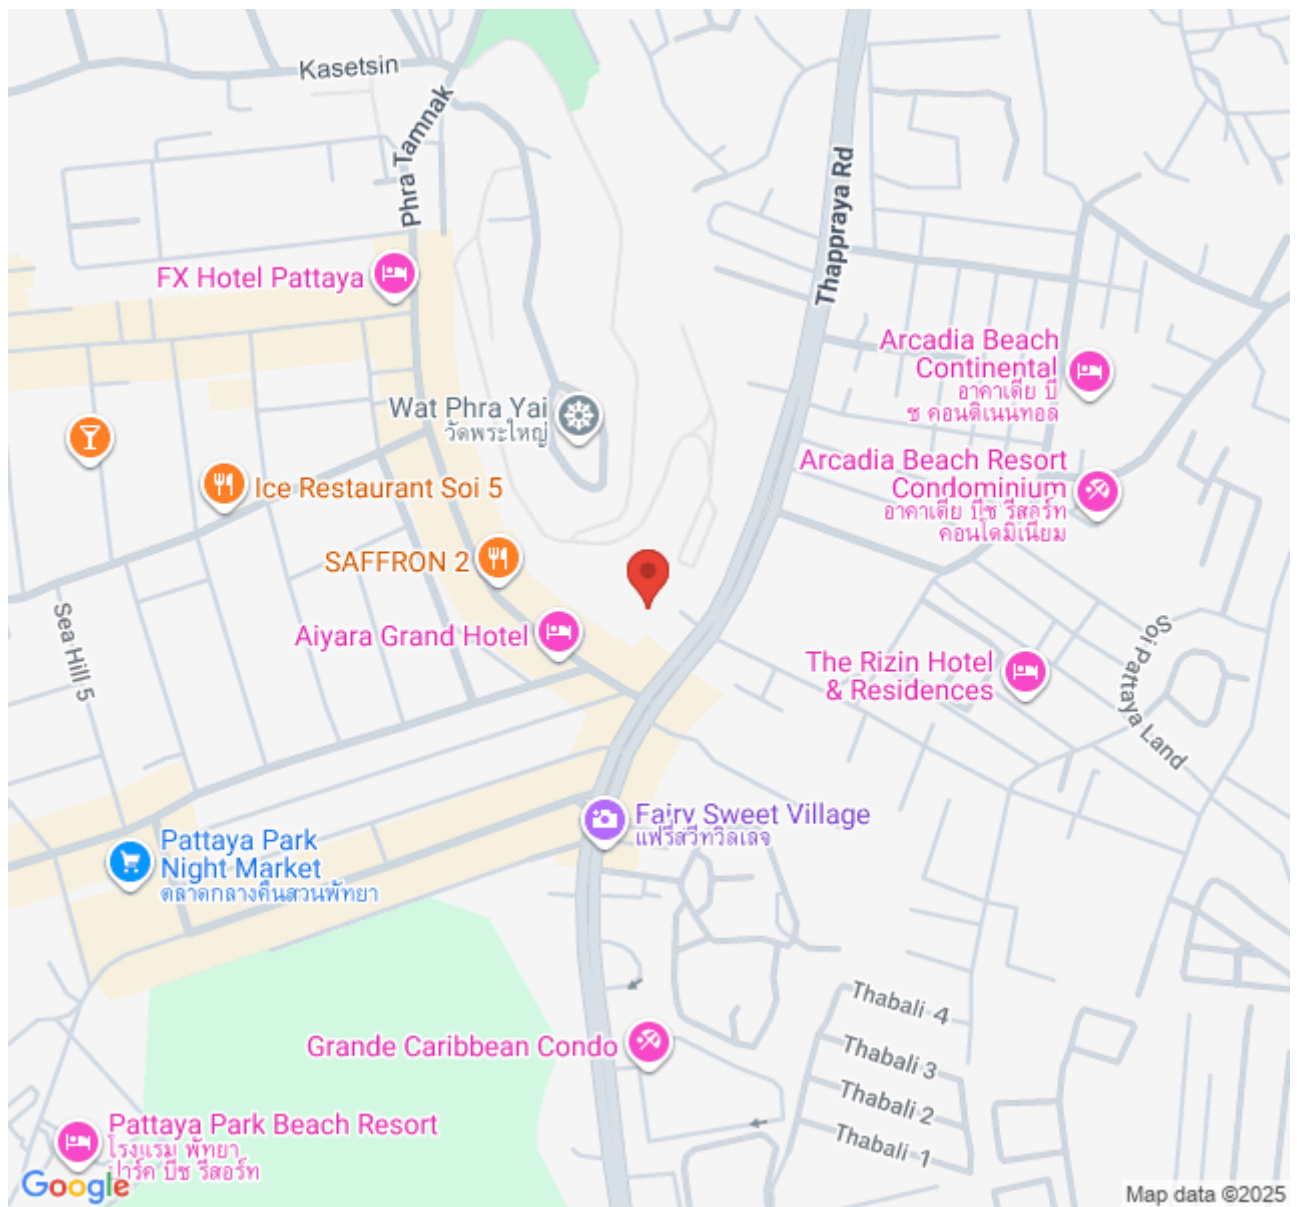 Kasetsin
Phra Tamnak
Thappraya Rd
FX Hotel Pattaya
Arcadia Beach
Continental
อาคาเดีย บี
ช คอนติเนนทอล
Wat Phra Yai
วัดพระใหญ่
Ice Restaurant Soi 5
Arcadia Beach Resort
Condominium
อาคาเดีย บีช รีสอร์ท
คอนโดมิเนียม
SAFFRON 2
Aiyara Grand Hotel
Sea Hill 5
The Rizin Hotel
& Residences
Soi Pattaya Land
Fairy Sweet Village
แฟรีสวีทวิลเลจ
Pattaya Park
Night Market
ตลาดกลางคืนสวนพัทยา
Thabali 4
Grande Caribbean Condo
Thabali 3
Thabali 2
Pattaya Park Beach Resort
โรงแรม พัทยา
ปาร์ค บีช รีสอร์ท
Thabali 1
Google
Map data ©2025